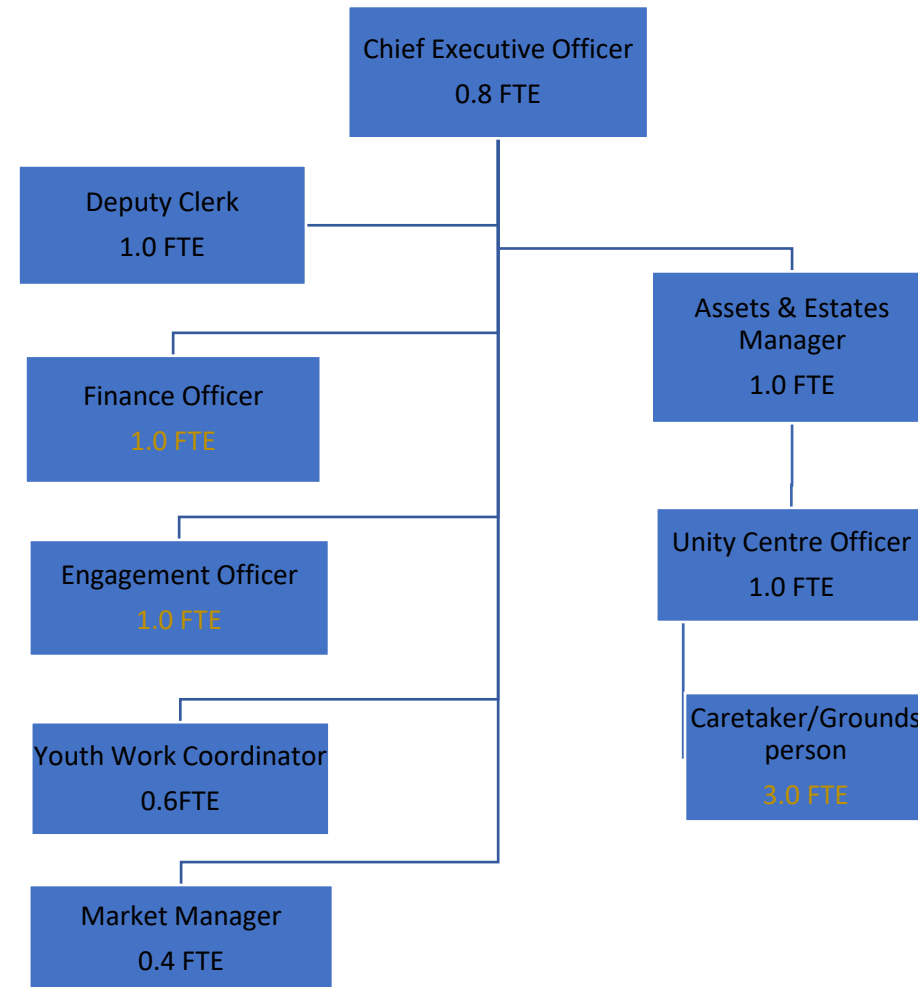 Chief Executive Officer
0.8 FTE
Deputy Clerk
1.0 FTE
Assets & Estates
Manager
1.0 FTE
Finance Officer
1.0 FTE
Unity Centre Officer
1.0 FTE
Engagement Officer
1.0 FTE
Caretaker/Grounds
person
3.0 FTE
Youth Work Coordinator
0.6FTE
Market Manager
0.4 FTE